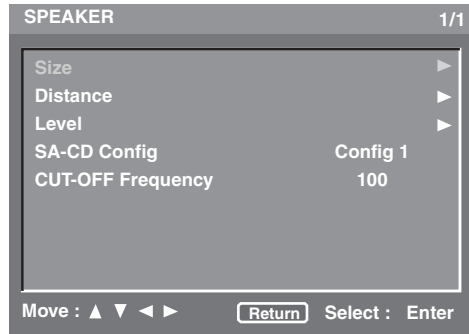 SPEAKER 1/1
Size ►
Distance ►
Level ►
SA-CD Config Config 1
CUT-OFF Frequency 100
Move : ▲ ▼ ◄ ► Return Select : Enter